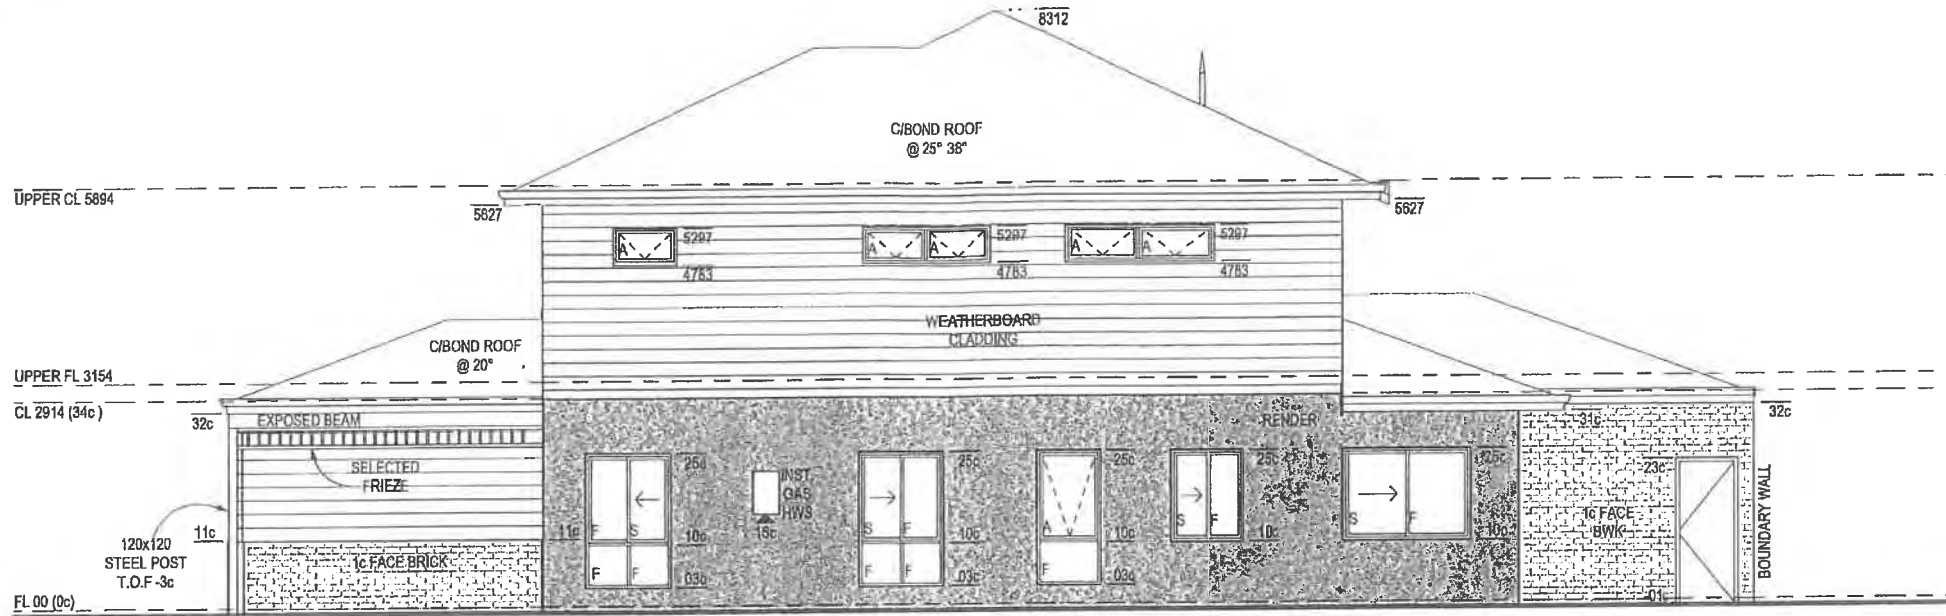 8312
C/BOND ROOF
@ 25° 38"
UPPER CL 5894
5627
5627
A
5297
4783
A
A
5297
4783
A
A
5297
4783
WEATHERBOARD
CLADDING
C/BOND ROOF
@ 20°
UPPER FL 3154
CL 2914 (34c)
32c
EXPOSED BEAM
RENDER
31c
32c
SELECTED
FRIEZE
25c
INST.
GAS
HWS
25c
25c
25c
25c
23c
120x120
STEEL POST
T.O.F -3c
11c
11c
F
S
10c
15c
S
F
10c
A
10c
S
F
10c
S
F
10c
1c FACE
BWK
BOUNDARY WALL
1c FACE BRICK
F
F
03c
F
F
03c
F
03c
01c
FL 00 (0c)